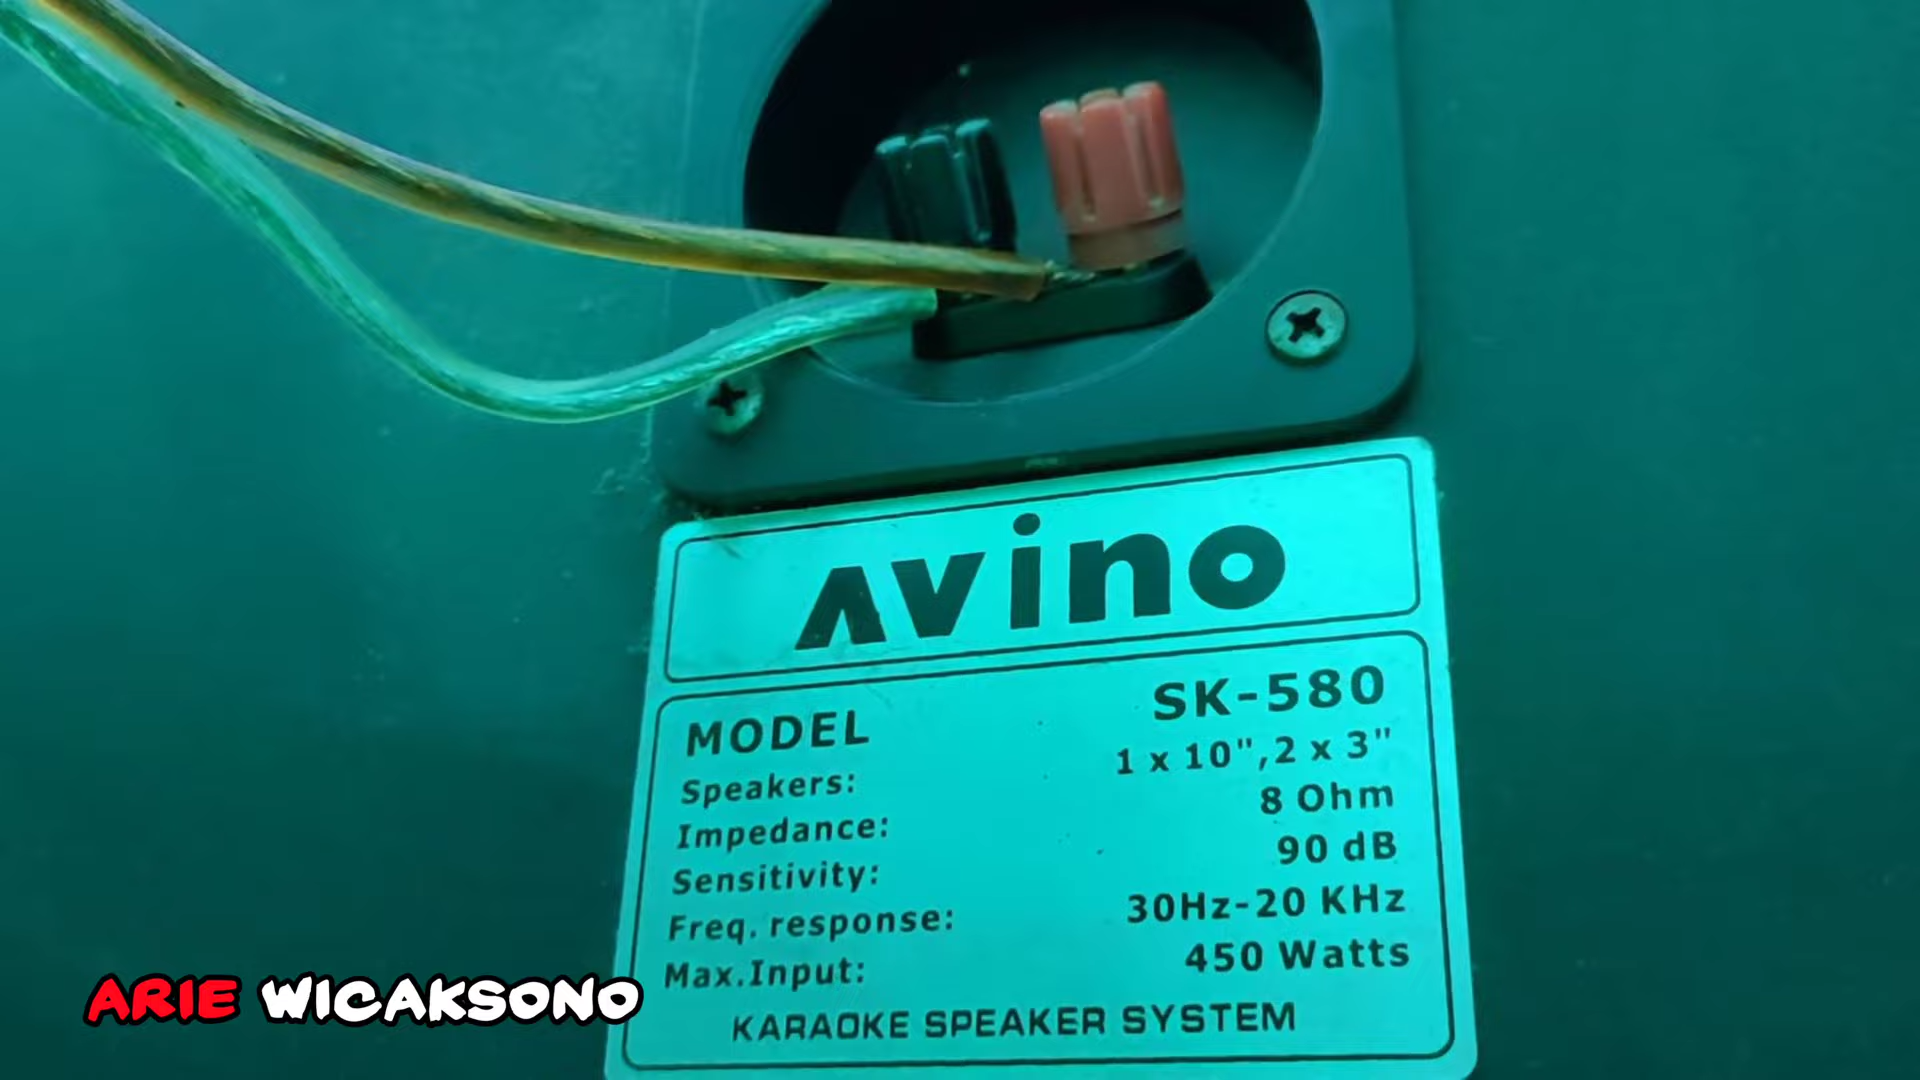 Avino
MODEL SK-580
Speakers: 1 x 10",2 x 3"
Impedance: 8 Ohm
Sensitivity: 90 dB
Freq. response: 30Hz-20 KHz
Max.Input: 450 Watts
KARAOKE SPEAKER SYSTEM
ARIE WICAKSONO